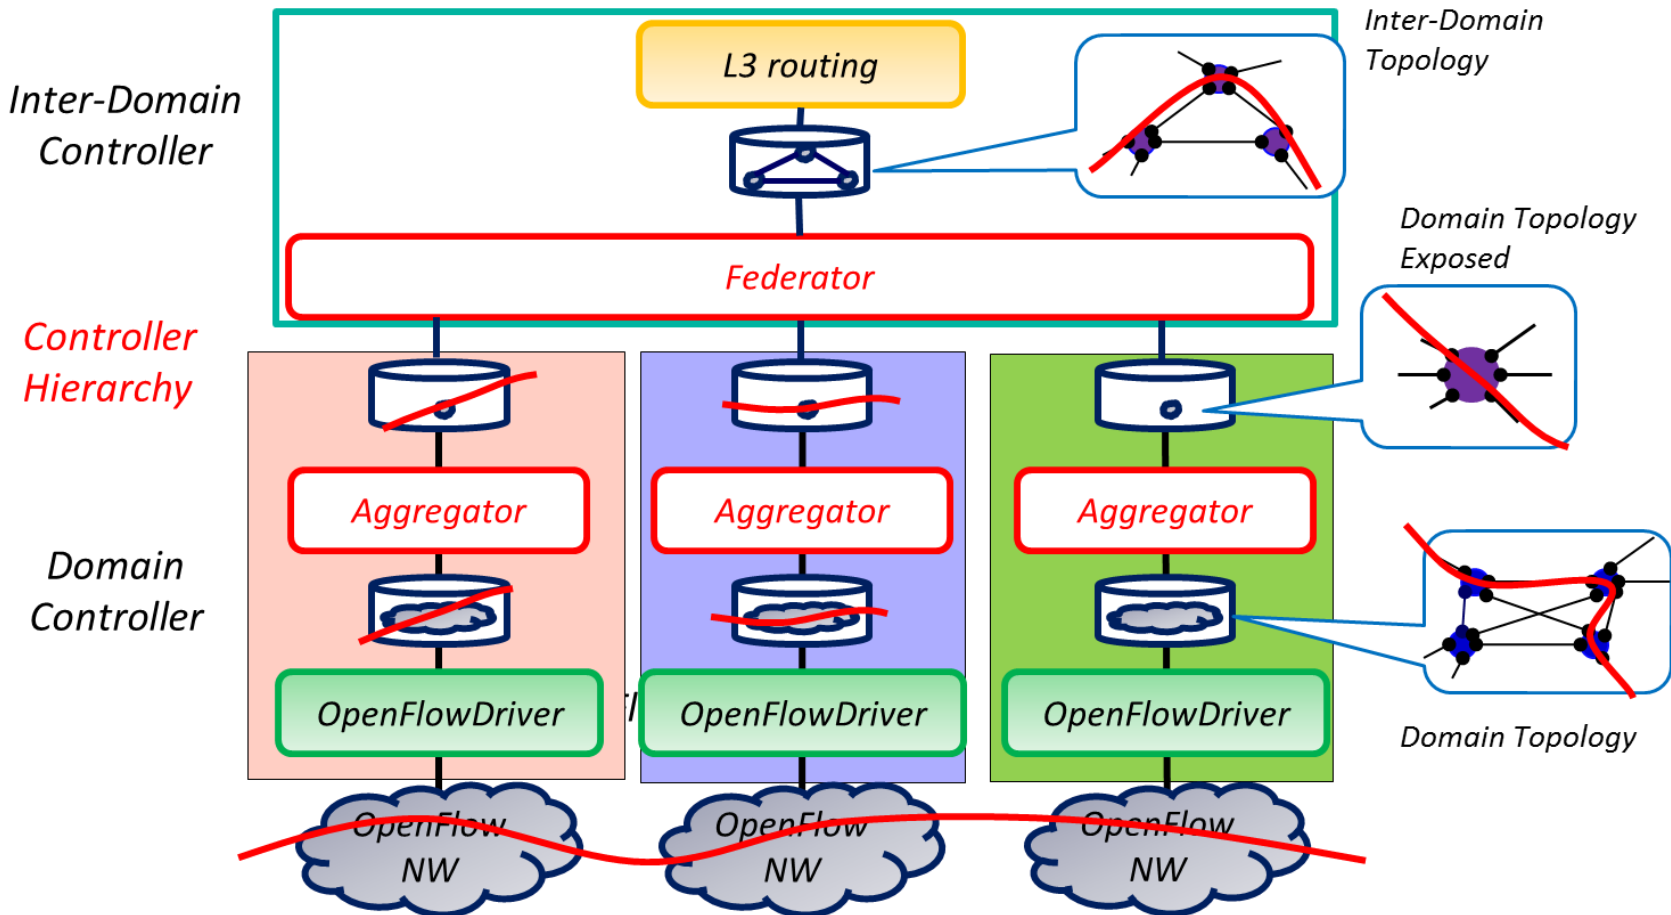 Inter-Domain
Topology
L3 routing
Inter-Domain
Controller
Domain Topology
Exposed
Federator
Controller
Hierarchy
Aggregator
Aggregator
Aggregator
Domain
Controller
OpenFlowDriver
OpenFlowDriver
OpenFlowDriver
Domain Topology
OpenFlow
NW
OpenFlow
NW
OpenFlow
NW